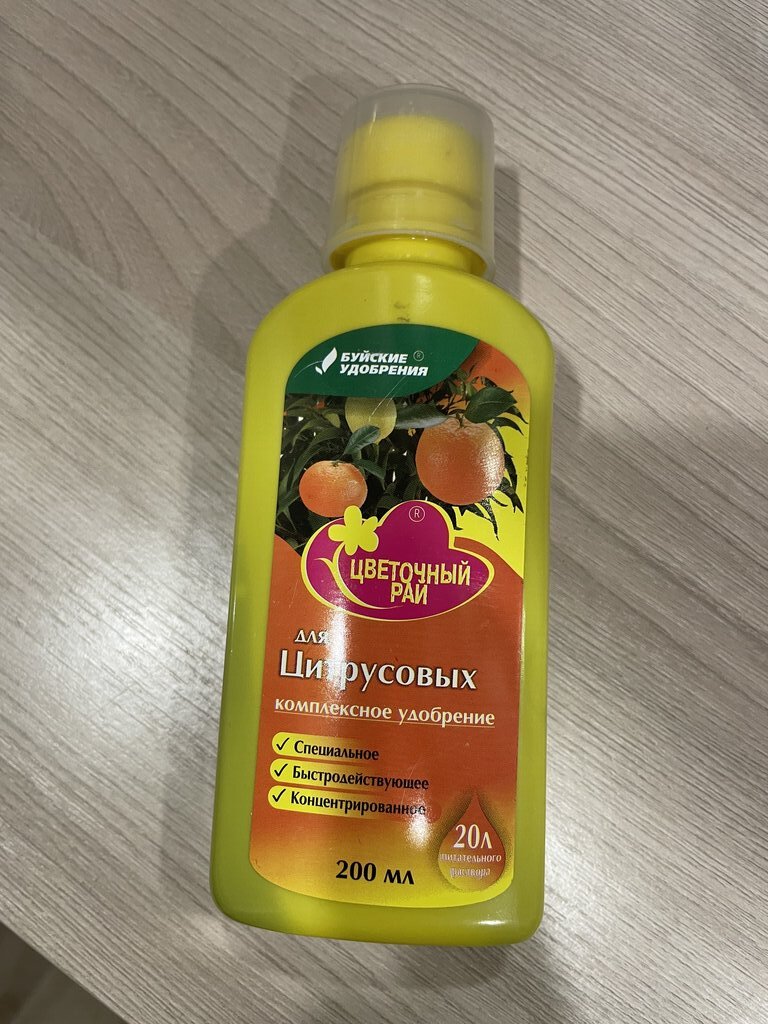 БУЙСКИЕ ®
УДОБРЕНИЯ
®
ЦВЕТОЧНЫЙ
РАЙ
для
Цитрусовых
комплексное удобрение
✓ Специальное
✓ Быстродействующее
✓ Концентрированное
20л
питательного
раствора
200 мл